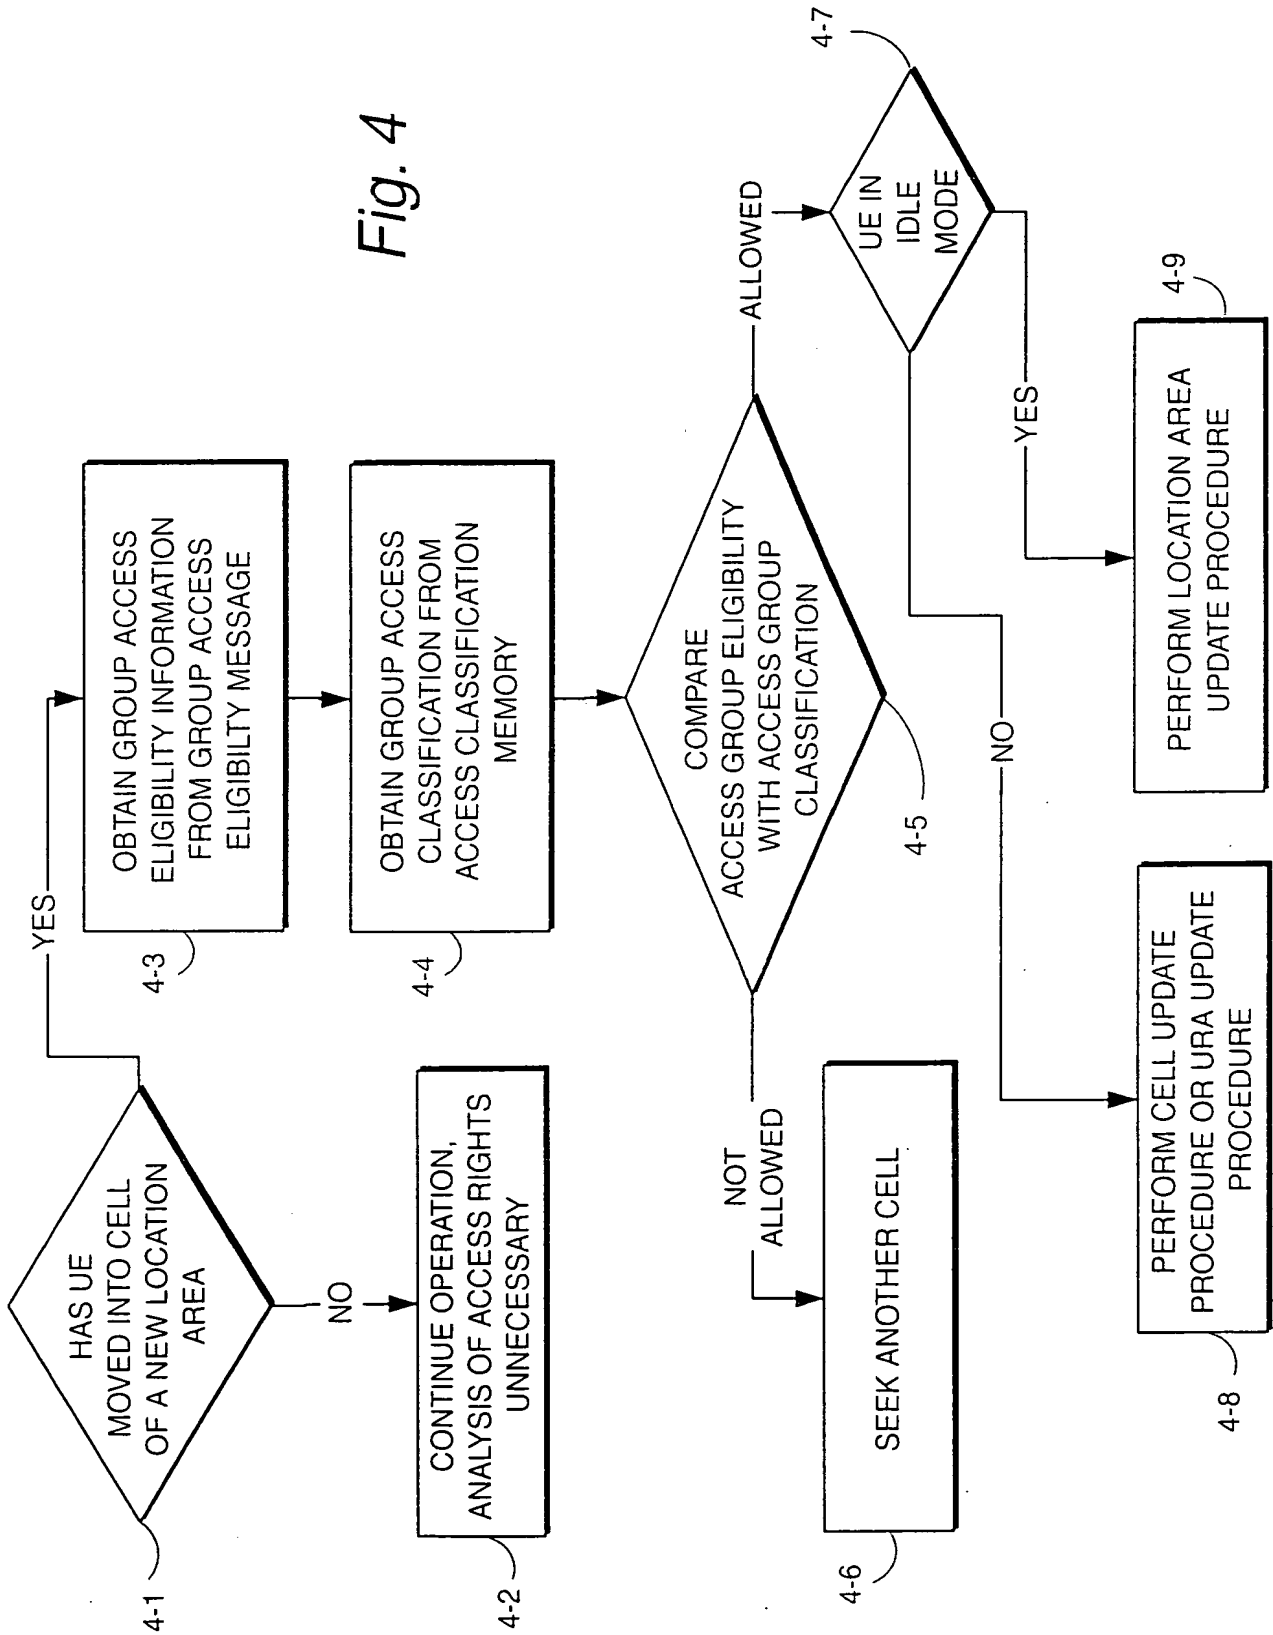 HAS UE
MOVED INTO CELL
OF A NEW LOCATION
AREA
4-1
YES
NO
CONTINUE OPERATION,
ANALYSIS OF ACCESS RIGHTS
UNNECESSARY
4-2
OBTAIN GROUP ACCESS
ELIGIBILITY INFORMATION
FROM GROUP ACCESS
ELIGIBILTY MESSAGE
4-3
OBTAIN GROUP ACCESS
CLASSIFICATION FROM
ACCESS CLASSIFICATION
MEMORY
4-4
Fig. 4
COMPARE
ACCESS GROUP ELIGIBILITY
WITH ACCESS GROUP
CLASSIFICATION
4-5
NOT
ALLOWED
ALLOWED
SEEK ANOTHER CELL
4-6
UE IN
IDLE
MODE
4-7
NO
YES
PERFORM CELL UPDATE
PROCEDURE OR URA UPDATE
PROCEDURE
4-8
PERFORM LOCATION AREA
UPDATE PROCEDURE
4-9